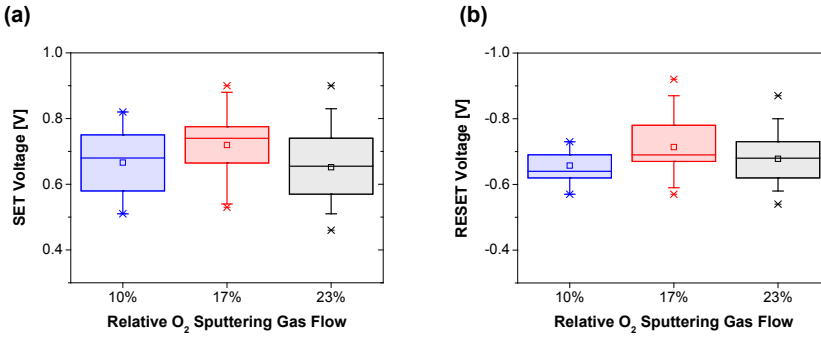 (a)
SET Voltage [V]
1.0
0.8
0.6
0.4
10%
17%
23%
Relative O₂ Sputtering Gas Flow
(b)
RESET Voltage [V]
-1.0
-0.8
-0.6
-0.4
10%
17%
23%
Relative O₂ Sputtering Gas Flow